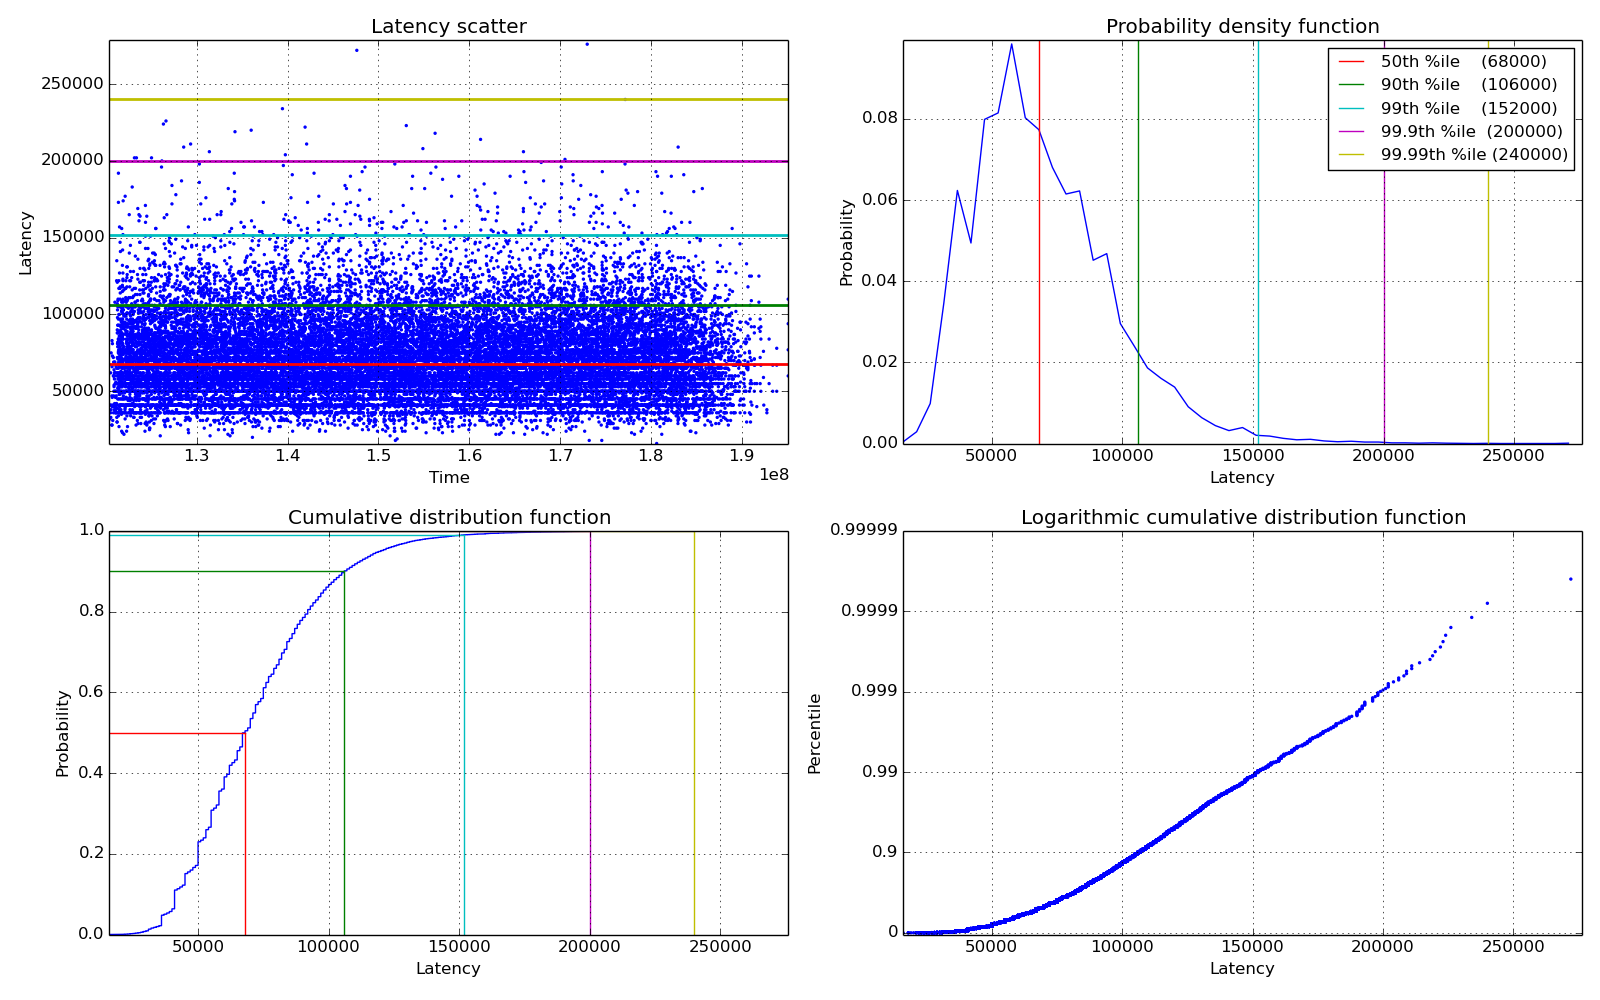 Latency scatter
250000
200000
150000
100000
50000
Latency
1.3 1.4 1.5 1.6 1.7 1.8 1.9
1e8
Time
Probability density function
50th %ile (68000)
90th %ile (106000)
99th %ile (152000)
99.9th %ile (200000)
99.99th %ile (240000)
0.08
0.06
0.04
0.02
0.00
Probability
50000 100000 150000 200000 250000
Latency
Cumulative distribution function
1.0
0.8
0.6
0.4
0.2
0.0
Probability
50000 100000 150000 200000 250000
Latency
Logarithmic cumulative distribution function
0.99999
0.9999
0.999
0.99
0.9
0
Percentile
50000 100000 150000 200000 250000
Latency